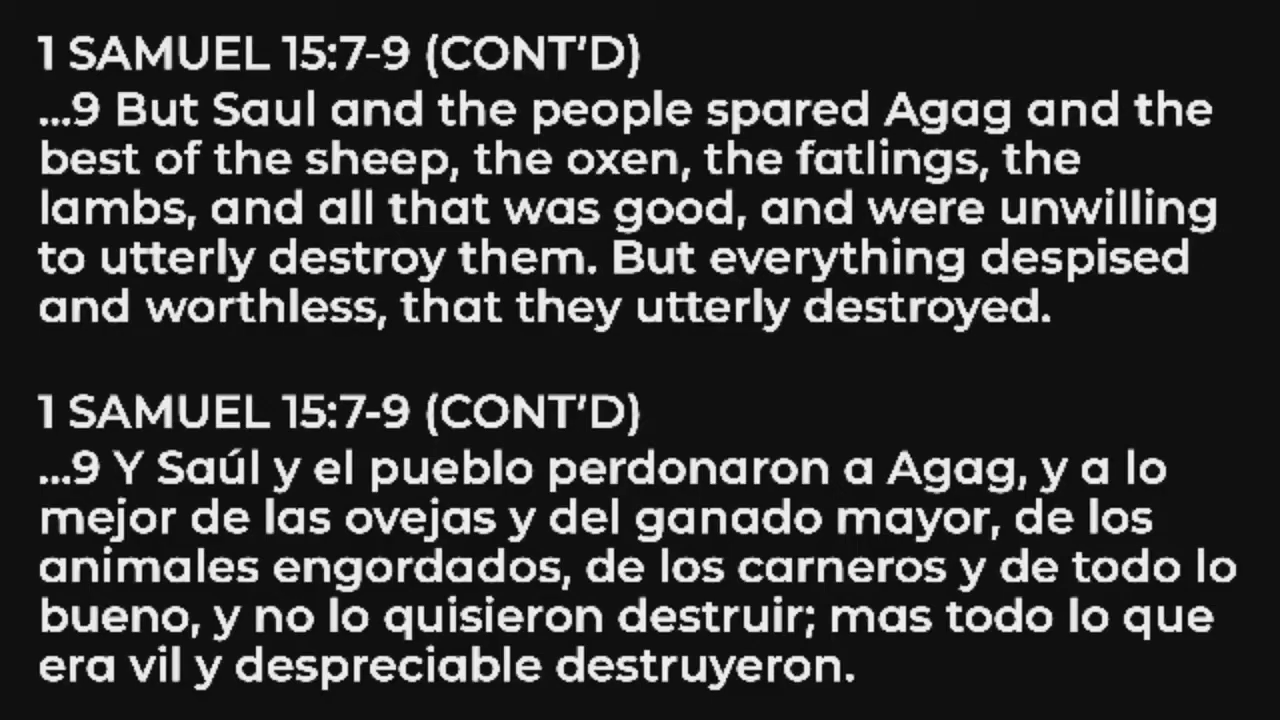 1 SAMUEL 15:7-9 (CONT'D)
...9 But Saul and the people spared Agag and the
best of the sheep, the oxen, the fatlings, the
lambs, and all that was good, and were unwilling
to utterly destroy them. But everything despised
and worthless, that they utterly destroyed.
1 SAMUEL 15:7-9 (CONT'D)
...9 Y Saúl y el pueblo perdonaron a Agag, y a lo
mejor de las ovejas y del ganado mayor, de los
animales engordados, de los carneros y de todo lo
bueno, y no lo quisieron destruir; mas todo lo que
era vil y despreciable destruyeron.